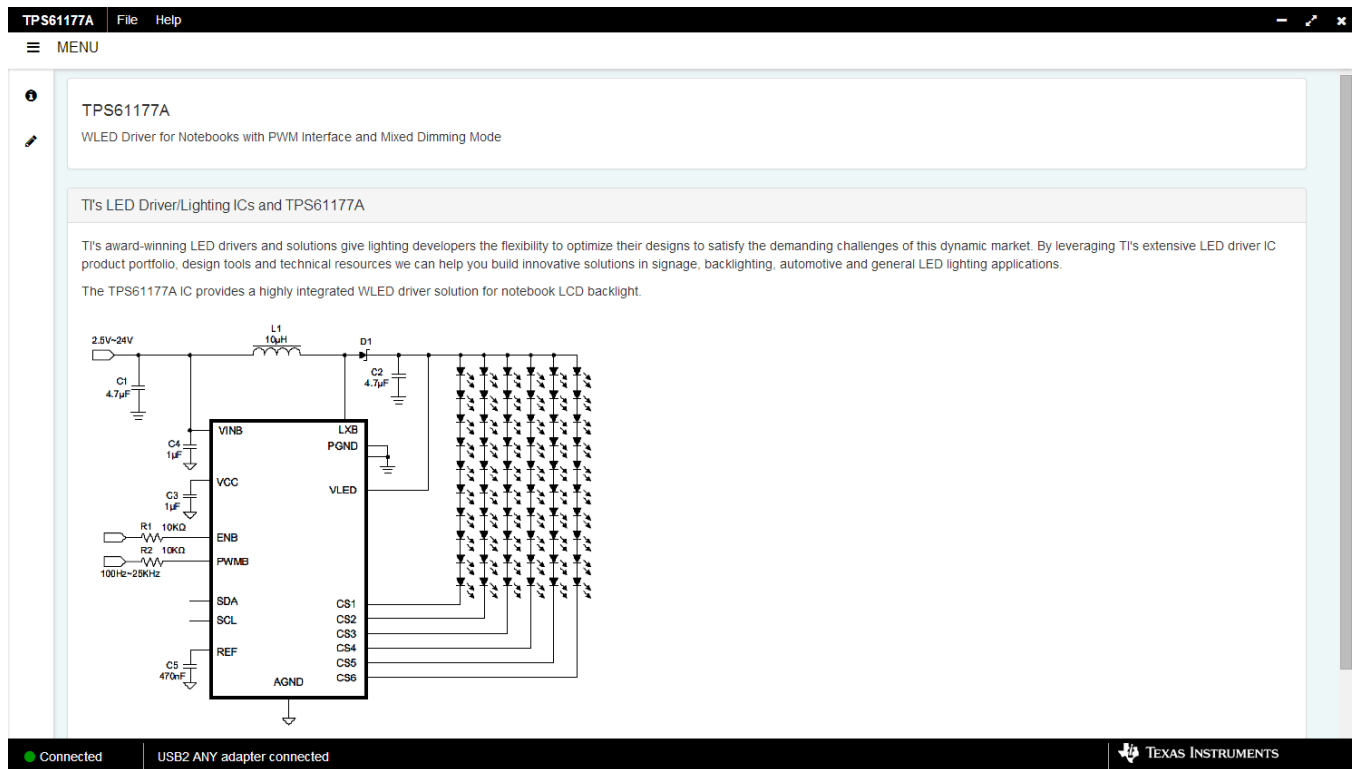 TPS61177A File Help
MENU
TPS61177A
WLED Driver for Notebooks with PWM Interface and Mixed Dimming Mode
TI's LED Driver/Lighting ICs and TPS61177A
TI's award-winning LED drivers and solutions give lighting developers the flexibility to optimize their designs to satisfy the demanding challenges of this dynamic market. By leveraging TI's extensive LED driver IC
product portfolio, design tools and technical resources we can help you build innovative solutions in signage, backlighting, automotive and general LED lighting applications.
The TPS61177A IC provides a highly integrated WLED driver solution for notebook LCD backlight.
L1
2.5V~24V
10µH
D1
C2
4.7µF
C1
4.7µF
VINB
LXB
C4
1µF
PGND
VCC
VLED
C3
1µF
R1 10KΩ
ENB
R2 10KΩ
PWMB
100Hz~25KHz
SDA
CS1
SCL
CS2
CS3
REF
CS4
C5
CS5
470nF
AGND
CS6
Connected
USB2 ANY adapter connected
TEXAS INSTRUMENTS